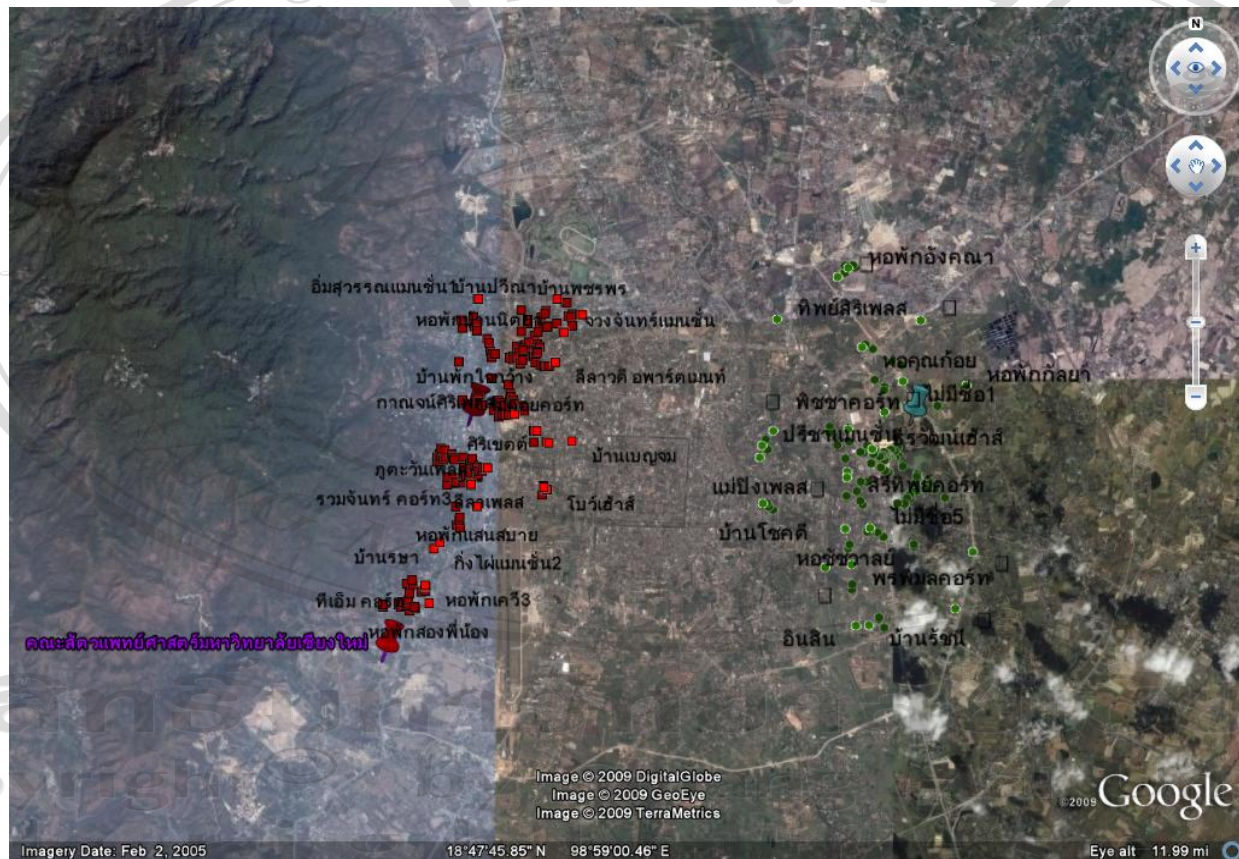 N
หอพักอังคณา
อิ่มสุวรรณแมนชั่น1 บ้านปวีณา บ้านพชรพร
ทิพย์สิริเพลส
จวงจันทร์แมนชั่น
หอคุณก้อย
หอพักกัลยา
ลีลาวดี อพาร์ตเมนท์
พิชชาคอร์ท
ไม่มีชื่อ1
ปรีชาแมนชั่น
ธีรวัฒน์เฮ้าส์
ศิริเขตต์
บ้านเบญจม
แม่ปิงเพลส
สิริทิพย์คอร์ท
รวมจันทร์ คอร์ท3
โบว์เฮ้าส์
ไม่มีชื่อ5
หอพักแสนสบาย
บ้านโชคดี
บ้านรษา
กิ่งไผ่แมนชั่น2
หอชัชวาลย์
พรพิมลคอร์ท
ทีเอ็ม คอร์ท
หอพักเควี3
หอพักสองพี่น้อง
คณะสัตวแพทย์ศาสตร์มหาวิทยาลัยเชียงใหม่
อินสิน
บ้านรัชนี
Image © 2009 DigitalGlobe
Image © 2009 GeoEye
Image © 2009 TerraMetrics
©2009 Google
Imagery Date: Feb 2, 2005
18°47'45.85" N 98°59'00.46" E
Eye alt 11.99 mi